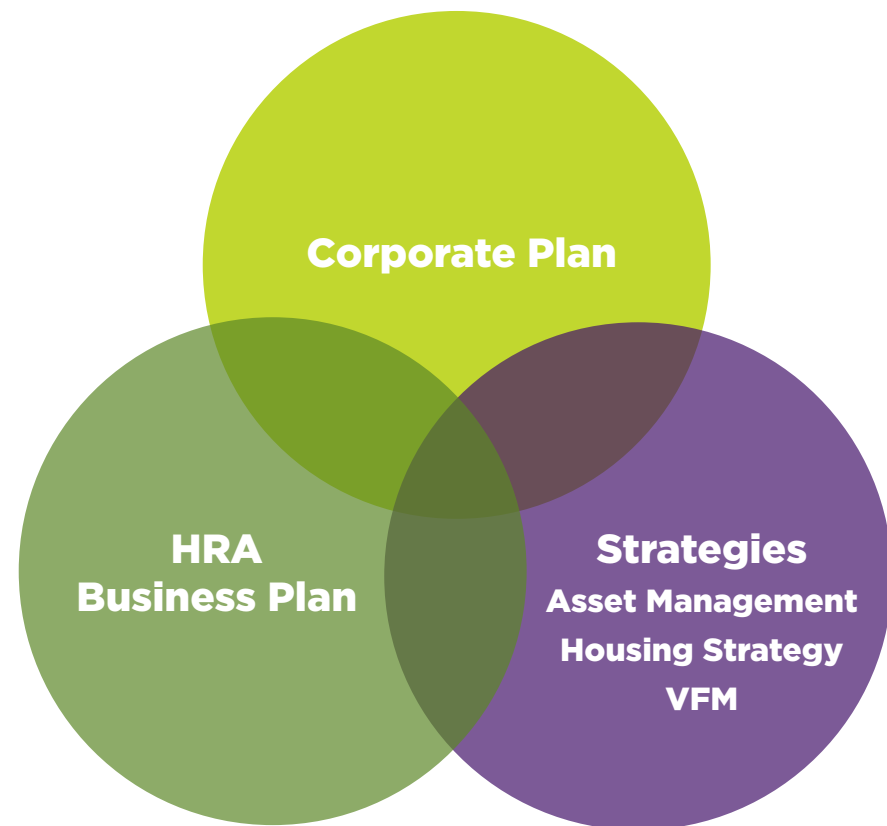 Corporate Plan
HRA
Business Plan
Strategies
Asset Management
Housing Strategy
VFM